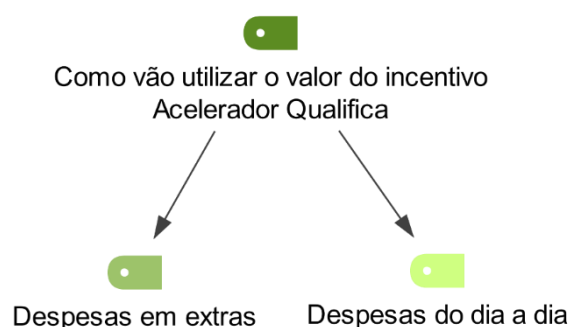 Como vão utilizar o valor do incentivo
Acelerador Qualifica
Despesas em extras
Despesas do dia a dia